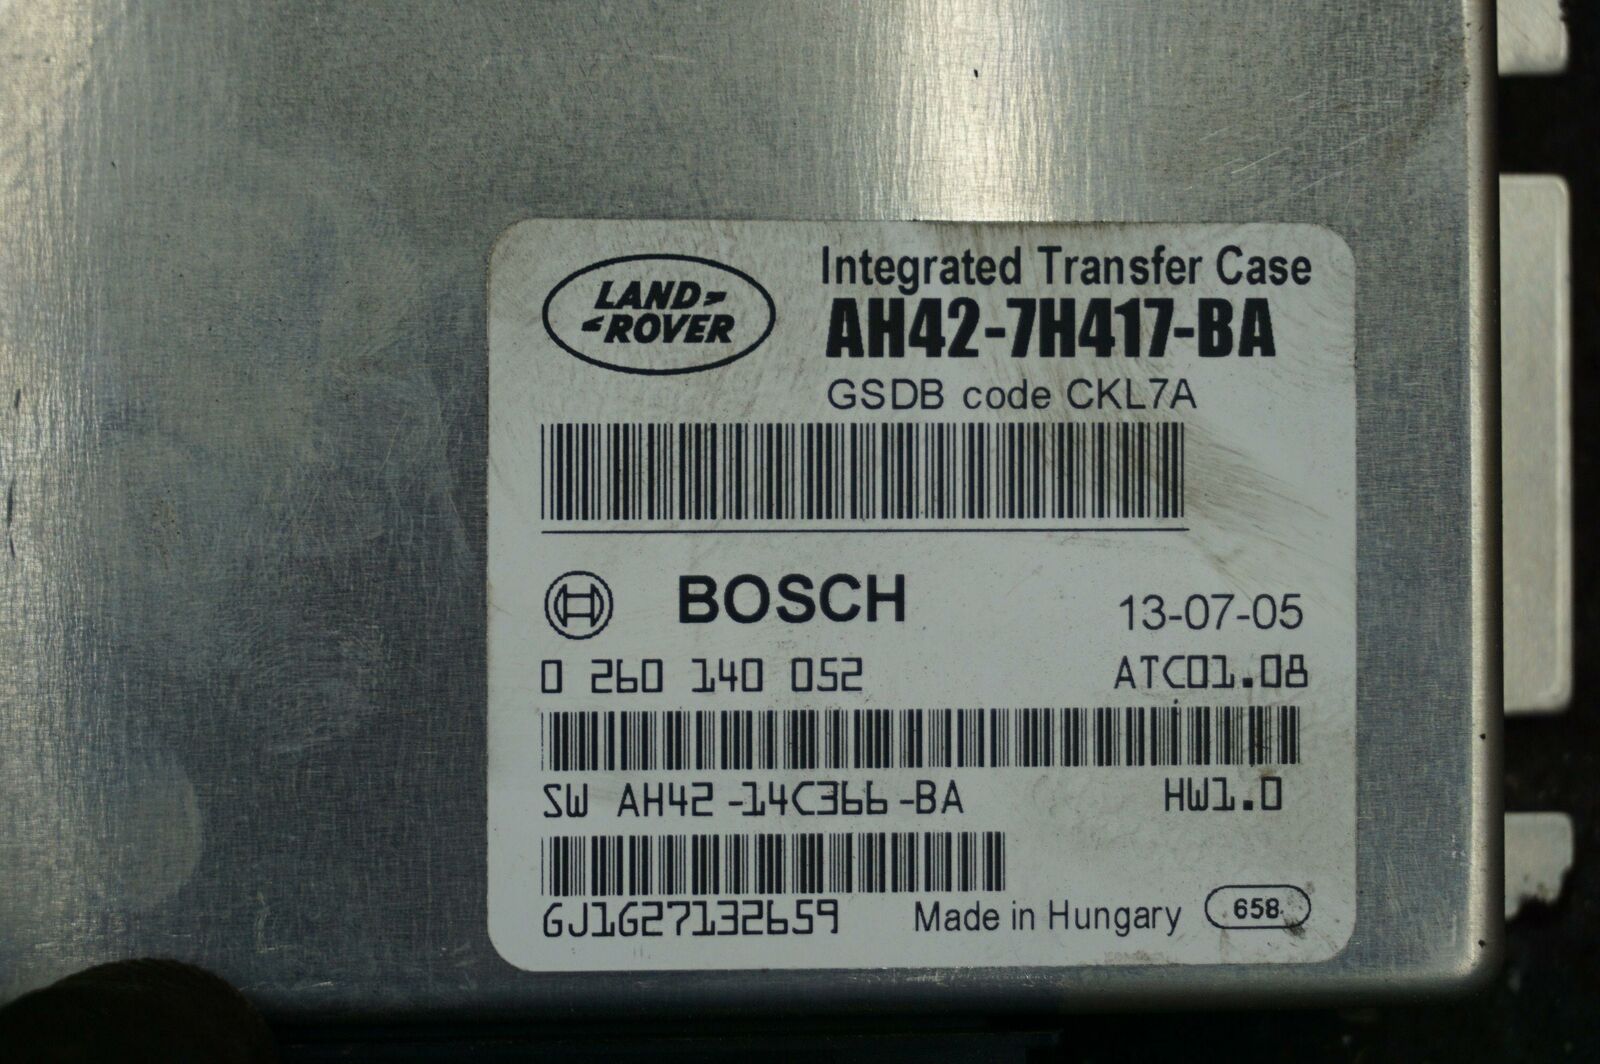 LAND-
-ROVER
Integrated Transfer Case
AH42-7H417-BA
GSDB code CKL7A
BOSCH
13-07-05
0 260 140 052
ATC01.08
SW AH42-14C366-BA
HW1.0
GJ1G27132659
Made in Hungary
658